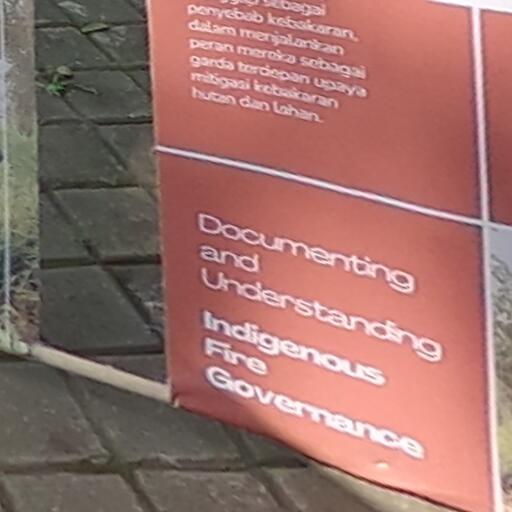 sebagai
penyebab kebakaran,
dalam menjalankan
peran mereka sebagai
garda terdepan upaya
mitigasi kebakaran
hutan dan lahan.
Documenting
and
Understanding
Indigenous
Fire
Governance